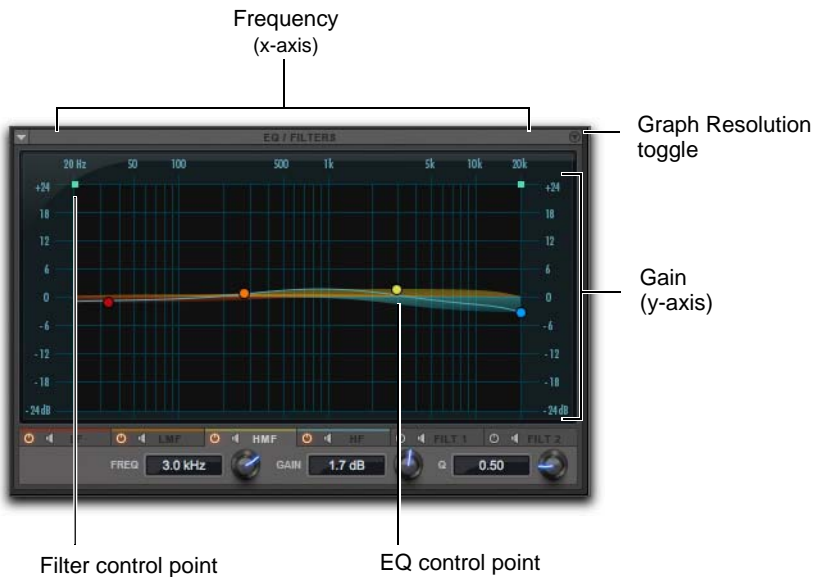 Frequency
(x-axis)
EQ / FILTERS
Graph Resolution
toggle
20 Hz 50 100 500 1k 5k 10k 20k
+24 +24
18 18
12 12
6 6
0 0
-6 -6
-12 -12
-18 -18
-24 dB -24 dB
Gain
(y-axis)
LF LMF HMF HF FILT 1 FILT 2
FREQ 3.0 kHz GAIN 1.7 dB Q 0.50
Filter control point
EQ control point